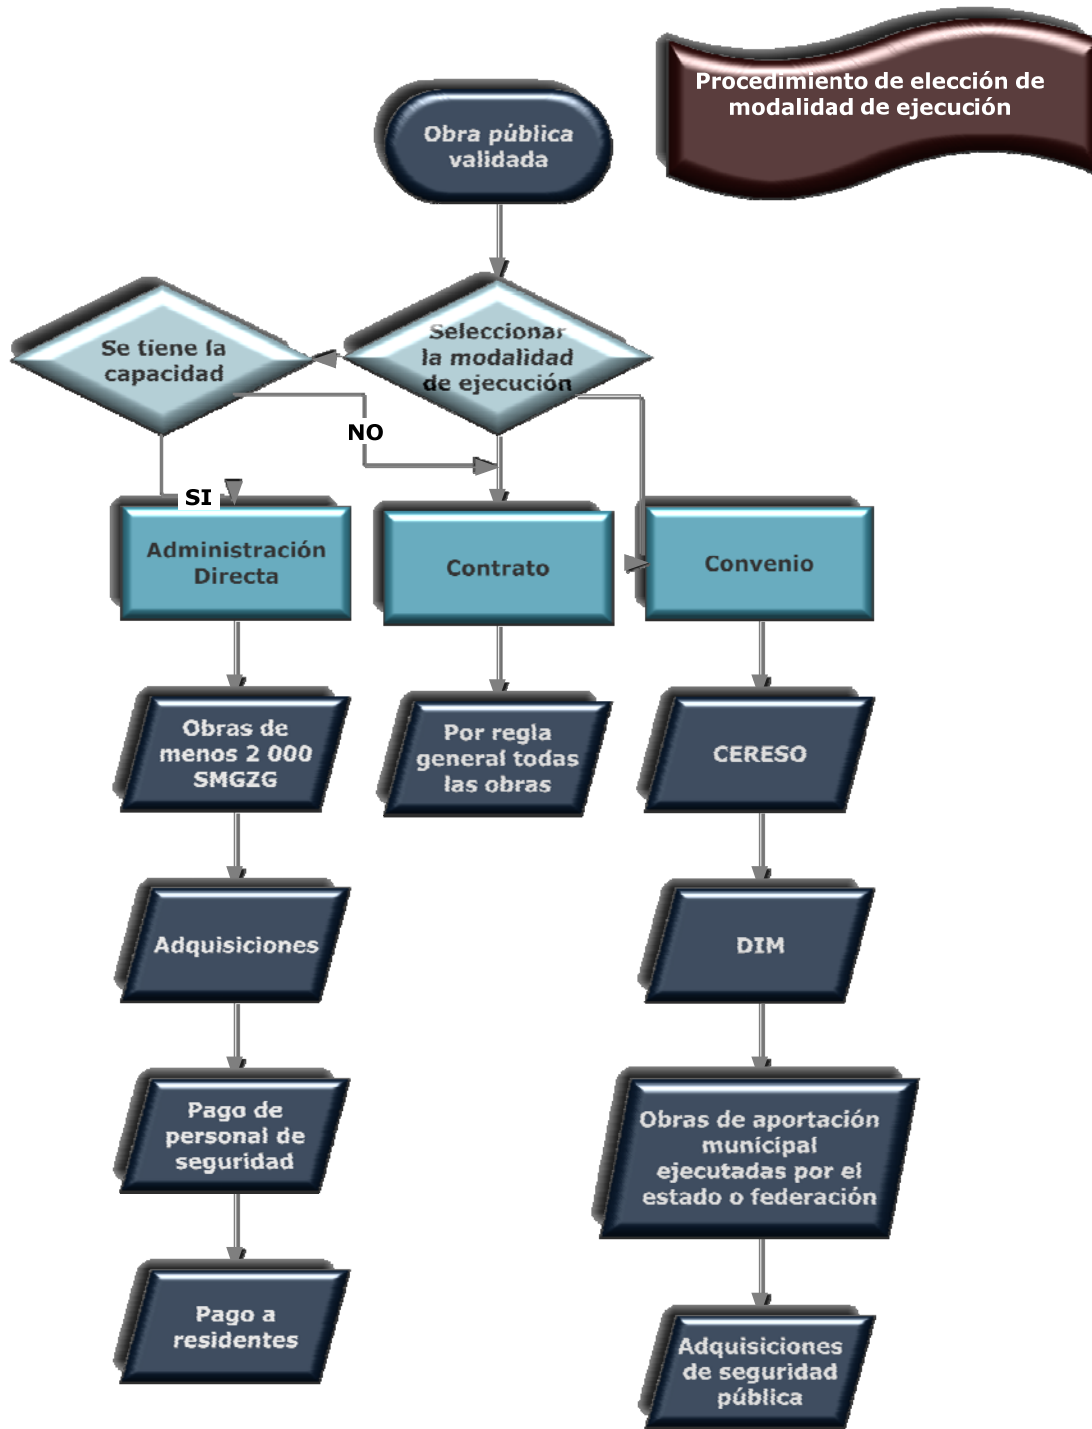 Procedimiento de elección de
modalidad de ejecución
Obra pública
validada
Seleccionar
la modalidad
de ejecución
Se tiene la
capacidad
NO
SI
Administración
Directa
Contrato
Convenio
Obras de
menos 2 000
SMGZG
Por regla
general todas
las obras
CERESO
Adquisiciones
DIM
Pago de
personal de
seguridad
Obras de aportación
municipal
ejecutadas por el
estado o federación
Pago a
residentes
Adquisiciones
de seguridad
pública